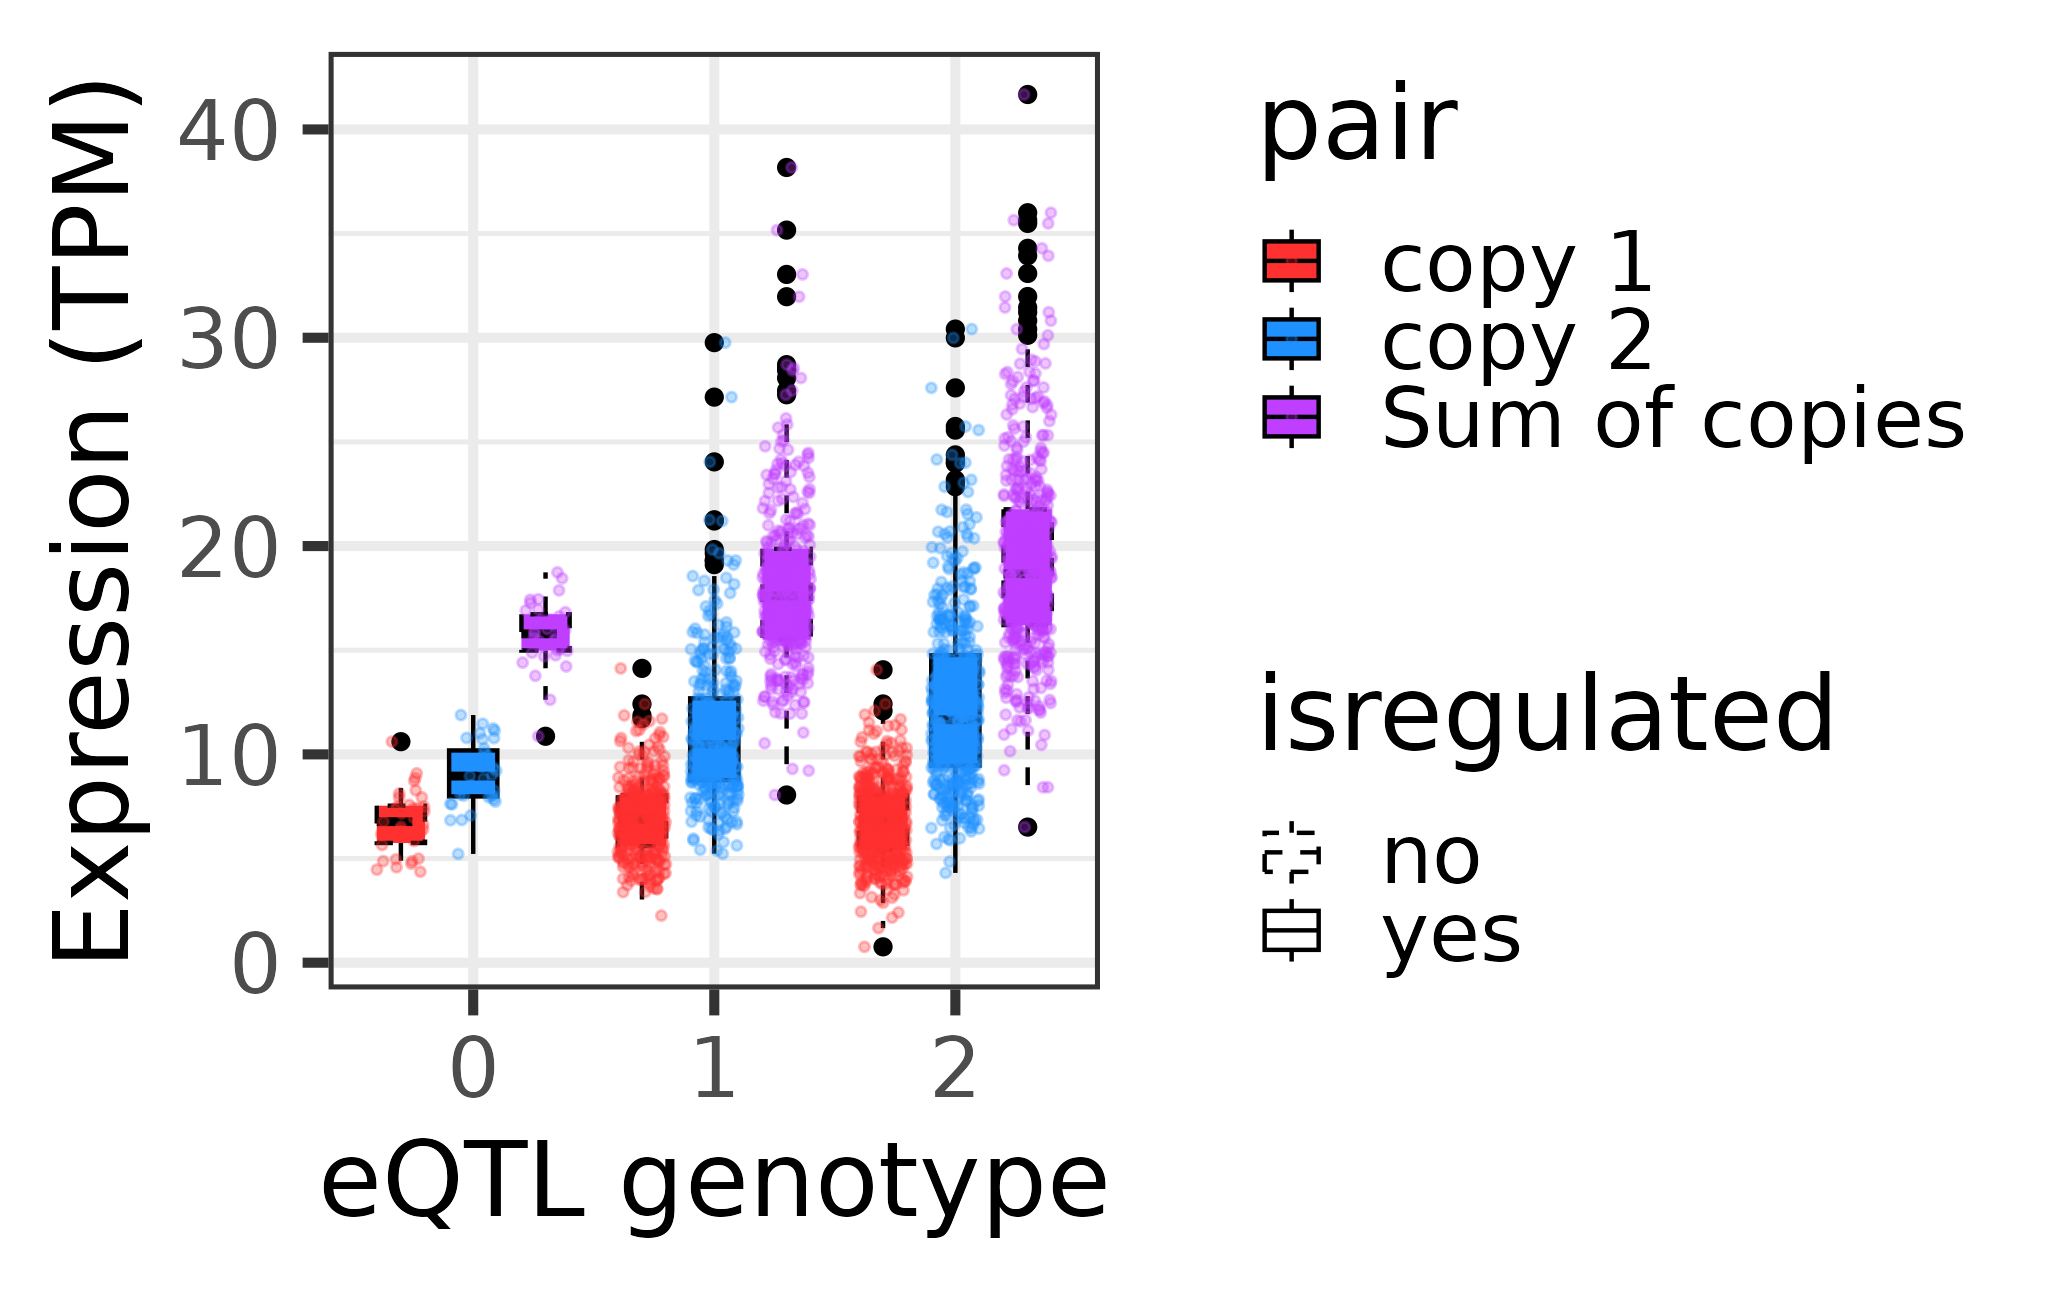 Expression (TPM)
40
30
20
10
0
0 1 2
eQTL genotype
pair
copy 1
copy 2
Sum of copies
isregulated
no
yes